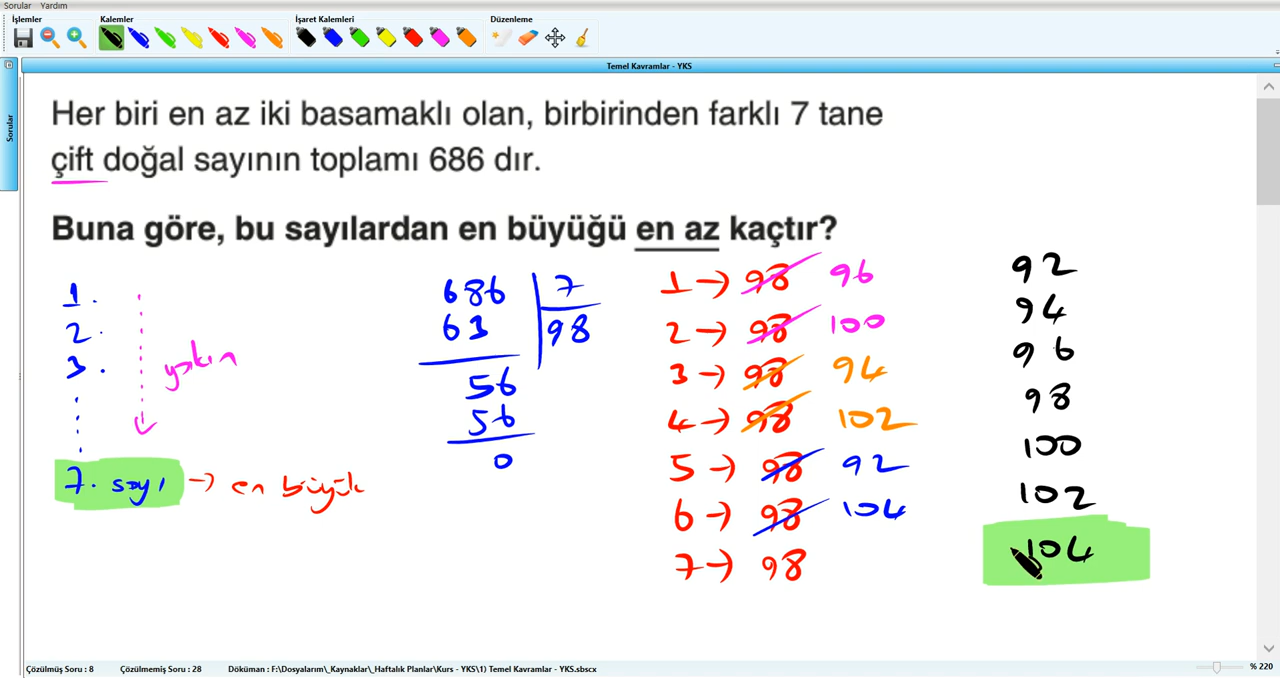 Sorular Yardım
İşlemler Kalemler İşaret Kalemleri Düzenleme
Temel Kavramlar - YKS
Sorular
Her biri en az iki basamaklı olan, birbirinden farklı 7 tane
çift doğal sayının toplamı 686 dır.
Buna göre, bu sayılardan en büyüğü en az kaçtır?
1.
2.
3.
7. sayı → en büyük
yakın
686 7
63 98
56
56
0
1 → 98 96
2 → 98 100
3 → 98 94
4 → 98 102
5 → 98 92
6 → 98 104
7 → 98
92
94
96
98
100
102
104
Çözülmüş Soru : 8 Çözülmemiş Soru : 28 Döküman : F:\Dosyalarım\_Kaynaklar\_Haftalık Planlar\Kurs - YKS\1) Temel Kavramlar - YKS.sbscx % 220